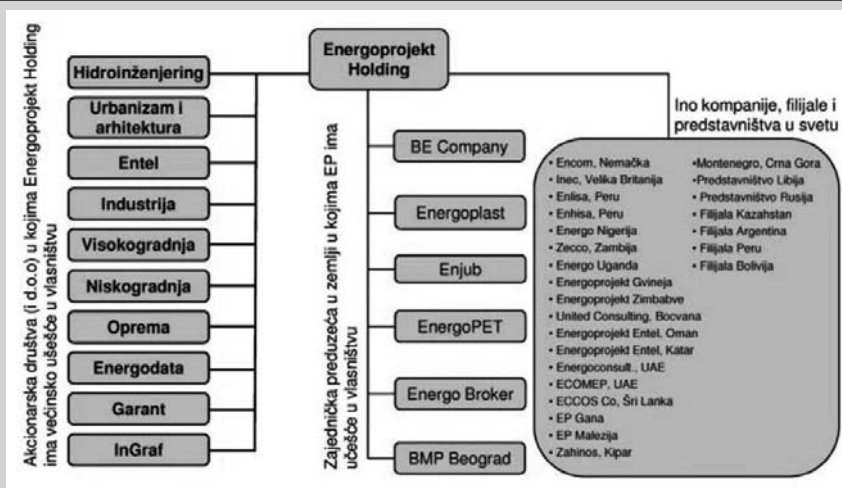 Energoprojekt
Holding
Akcionarska društva (i d.o.o) u kojima Energoprojekt Holding
ima većinsko ušešće u vlasništvu
Hidroinženjering
Urbanizam i
arhitektura
Entel
Industrija
Visokogradnja
Niskogradnja
Oprema
Energodata
Garant
InGraf
Zajednička preduzeća u zemlji u kojima EP ima
učešće u vlasništvu
BE Company
Energoplast
Enjub
EnergoPET
Energo Broker
BMP Beograd
Ino kompanije, filijale i
predstavništva u svetu
• Encom, Nemačka
• Inec, Velika Britanija
• Enlisa, Peru
• Enhisa, Peru
• Energo Nigerija
• Zecco, Zambija
• Energo Uganda
• Energoprojekt Gvineja
• Energoprojekt Zimbabve
• United Consulting, Bocvana
• Energoprojekt Entel, Oman
• Energoprojekt Entel, Katar
• Energoconsult., UAE
• ECOMEP, UAE
• ECCOS Co, Šri Lanka
• EP Gana
• EP Malezija
• Zahinos, Kipar
• Montenegro, Crna Gora
• Predstavništvo Libija
• Predstavništvo Rusija
• Filijala Kazahstan
• Filijala Argentina
• Filijala Peru
• Filijala Bolivija